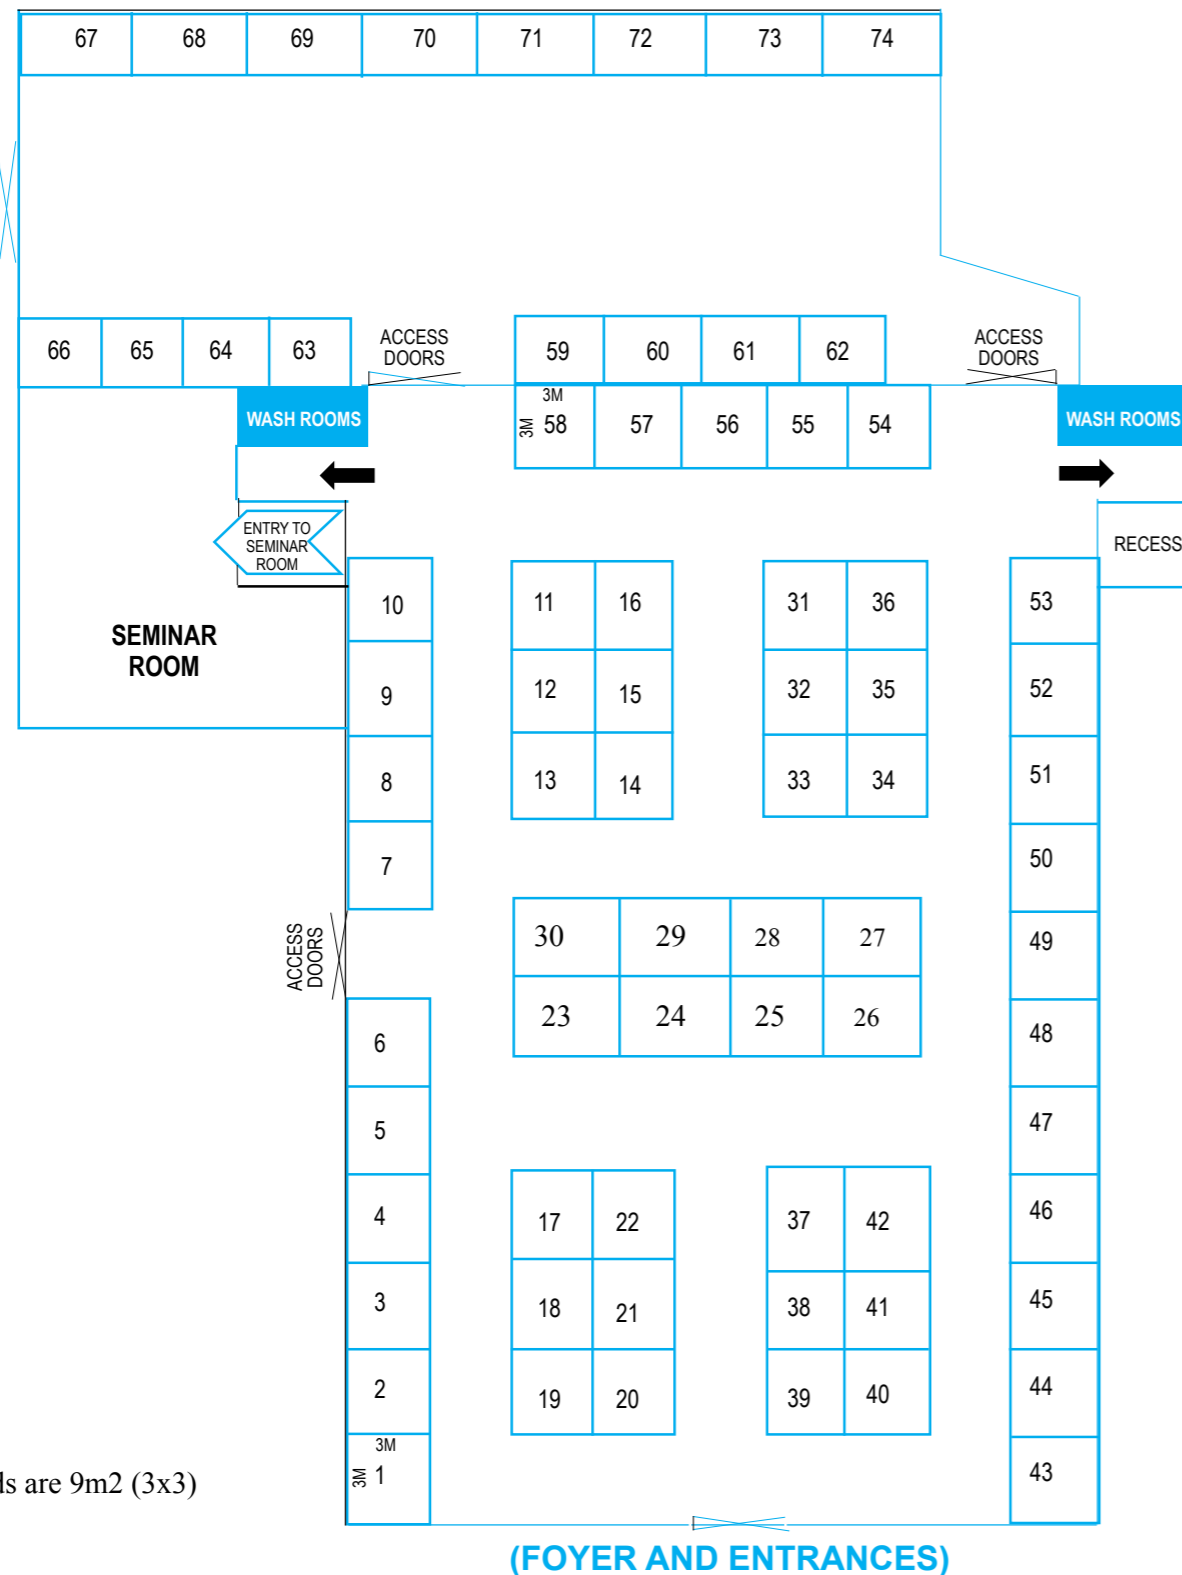 67 68 69 70 71 72 73 74
66 65 64 63
ACCESS
DOORS
59 60 61 62
ACCESS
DOORS
WASH ROOMS
3M
3M
58 57 56 55 54
WASH ROOMS
ENTRY TO
SEMINAR
ROOM
RECESS
SEMINAR
ROOM
10 11 16 31 36 53
9 12 15 32 35 52
8 13 14 33 34 51
7 50
ACCESS
DOORS
30 29 28 27 49
23 24 25 26
6 48
5 47
4 17 22 37 42 46
3 18 21 38 41 45
2 19 20 39 40 44
3M
3M
1 43
ds are 9m2 (3x3)
(FOYER AND ENTRANCES)